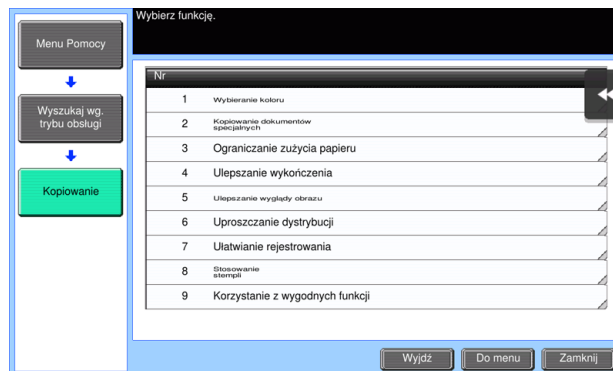 Wybierz funkcję.
Menu Pomocy
Wyszukaj wg.
trybu obsługi
Kopiowanie
Nr
1 Wybieranie koloru
2 Kopiowanie dokumentów
specjalnych
3 Ograniczanie zużycia papieru
4 Ulepszanie wykończenia
5 Ulepszanie wyglądy obrazu
6 Uproszczanie dystrybucji
7 Ułatwianie rejestrowania
8 Stosowanie
stempli
9 Korzystanie z wygodnych funkcji
Wyjdź
Do menu
Zamknij